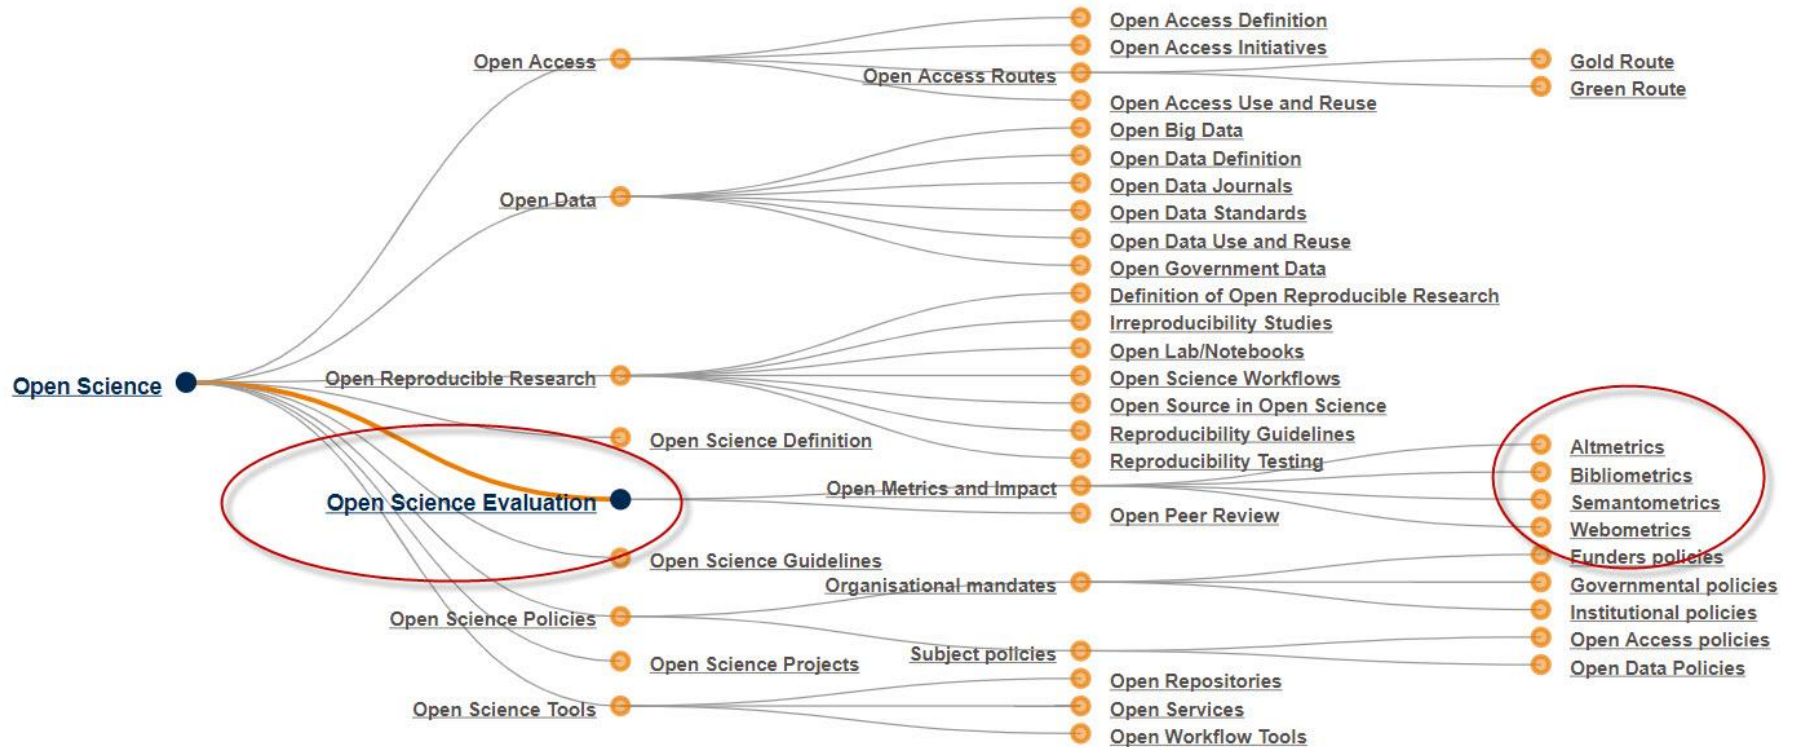 Open Science
Open Access
Open Access Definition
Open Access Initiatives
Open Access Routes
Gold Route
Green Route
Open Access Use and Reuse
Open Data
Open Big Data
Open Data Definition
Open Data Journals
Open Data Standards
Open Data Use and Reuse
Open Government Data
Open Reproducible Research
Definition of Open Reproducible Research
Irreproducibility Studies
Open Lab/Notebooks
Open Science Workflows
Open Source in Open Science
Reproducibility Guidelines
Reproducibility Testing
Open Science Definition
Open Science Evaluation
Open Metrics and Impact
Altmetrics
Bibliometrics
Semantometrics
Webometrics
Open Peer Review
Open Science Guidelines
Open Science Policies
Organisational mandates
Funders policies
Governmental policies
Institutional policies
Subject policies
Open Access policies
Open Data Policies
Open Science Projects
Open Science Tools
Open Repositories
Open Services
Open Workflow Tools